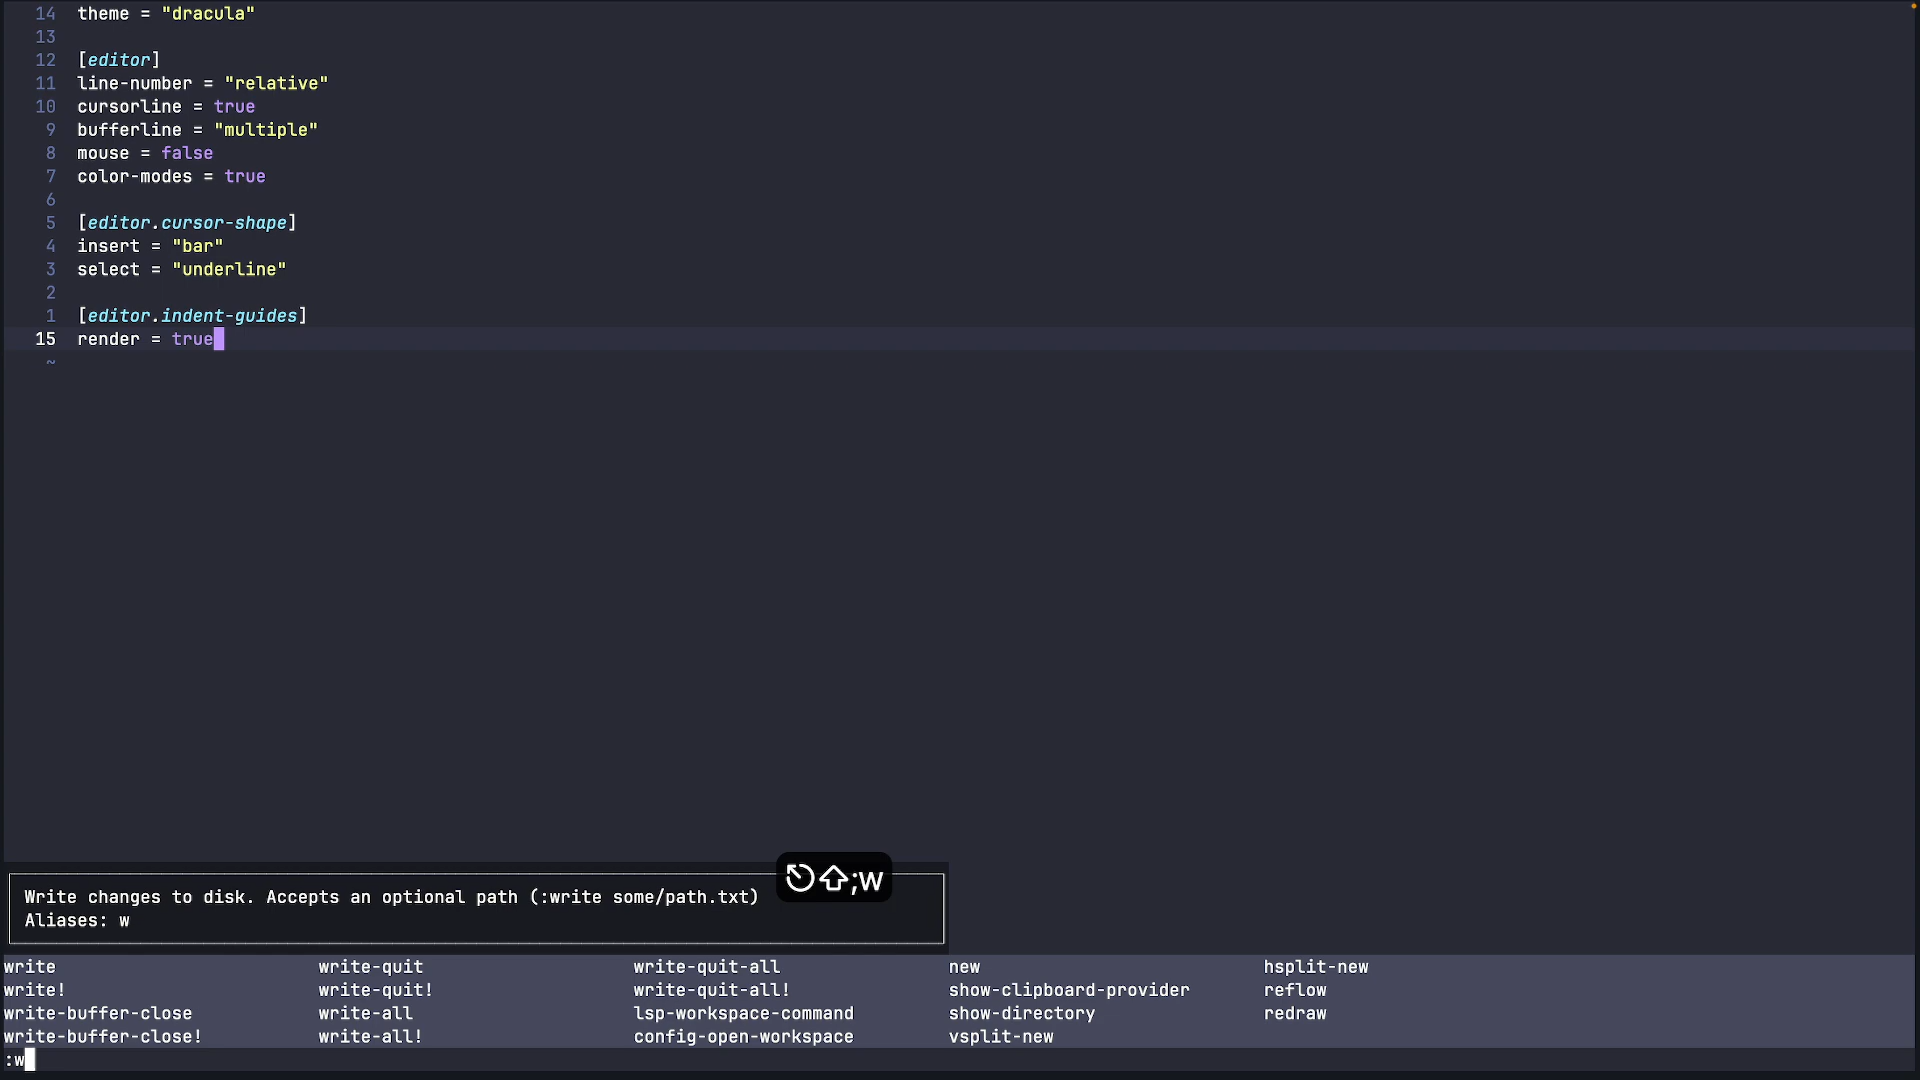 14 theme = "dracula"
13
12 [editor]
11 line-number = "relative"
10 cursorline = true
9 bufferline = "multiple"
8 mouse = false
7 color-modes = true
6
5 [editor.cursor-shape]
4 insert = "bar"
3 select = "underline"
2
1 [editor.indent-guides]
15 render = true
~
⎋⇧;w
Write changes to disk. Accepts an optional path (:write some/path.txt)
Aliases: w
write write-quit write-quit-all new hsplit-new
write! write-quit! write-quit-all! show-clipboard-provider reflow
write-buffer-close write-all lsp-workspace-command show-directory redraw
write-buffer-close! write-all! config-open-workspace vsplit-new
:w